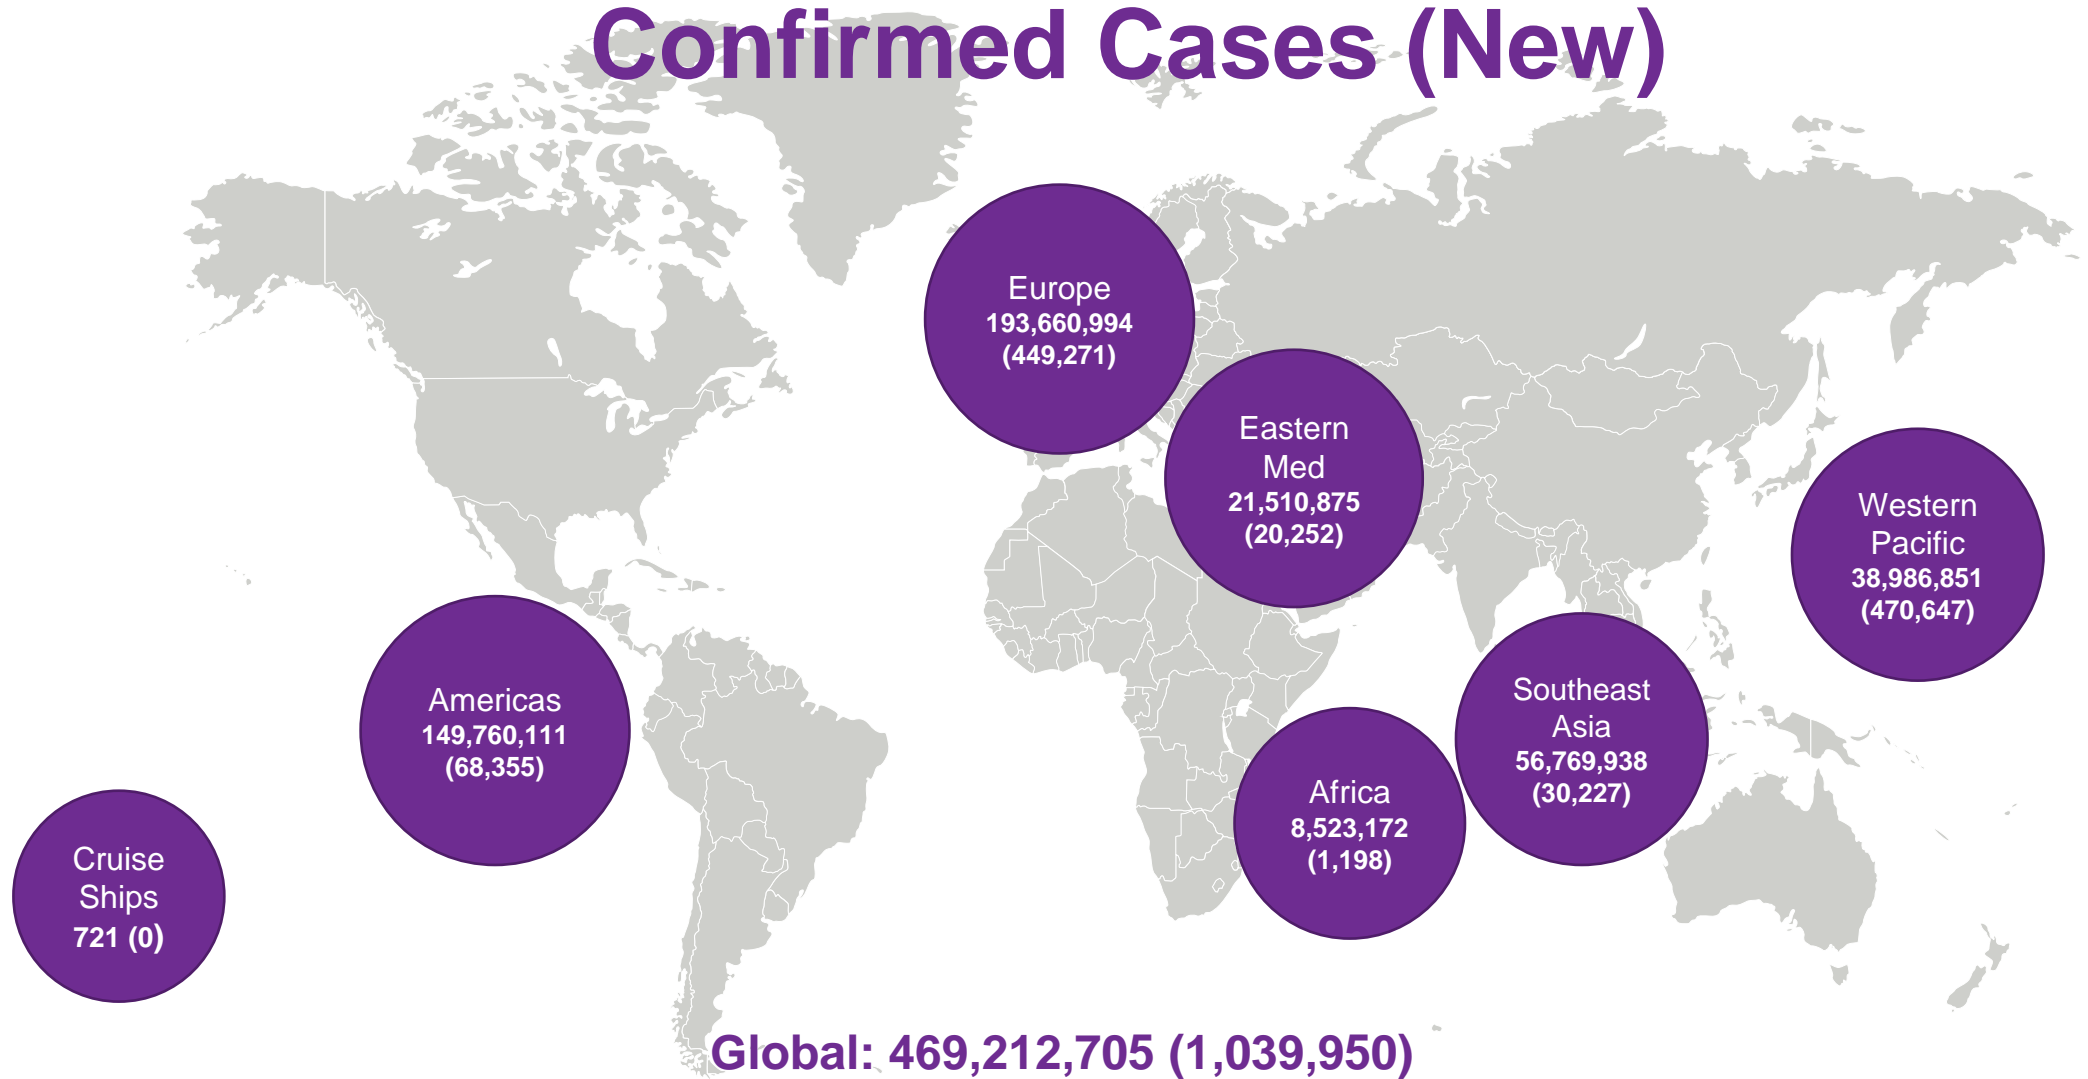 Confirmed Cases (New)
Europe
193,660,994
(449,271)
Eastern
Med
21,510,875
(20,252)
Western
Pacific
38,986,851
(470,647)
Americas
149,760,111
(68,355)
Southeast
Asia
56,769,938
(30,227)
Africa
8,523,172
(1,198)
Cruise
Ships
721 (0)
Global: 469,212,705 (1,039,950)